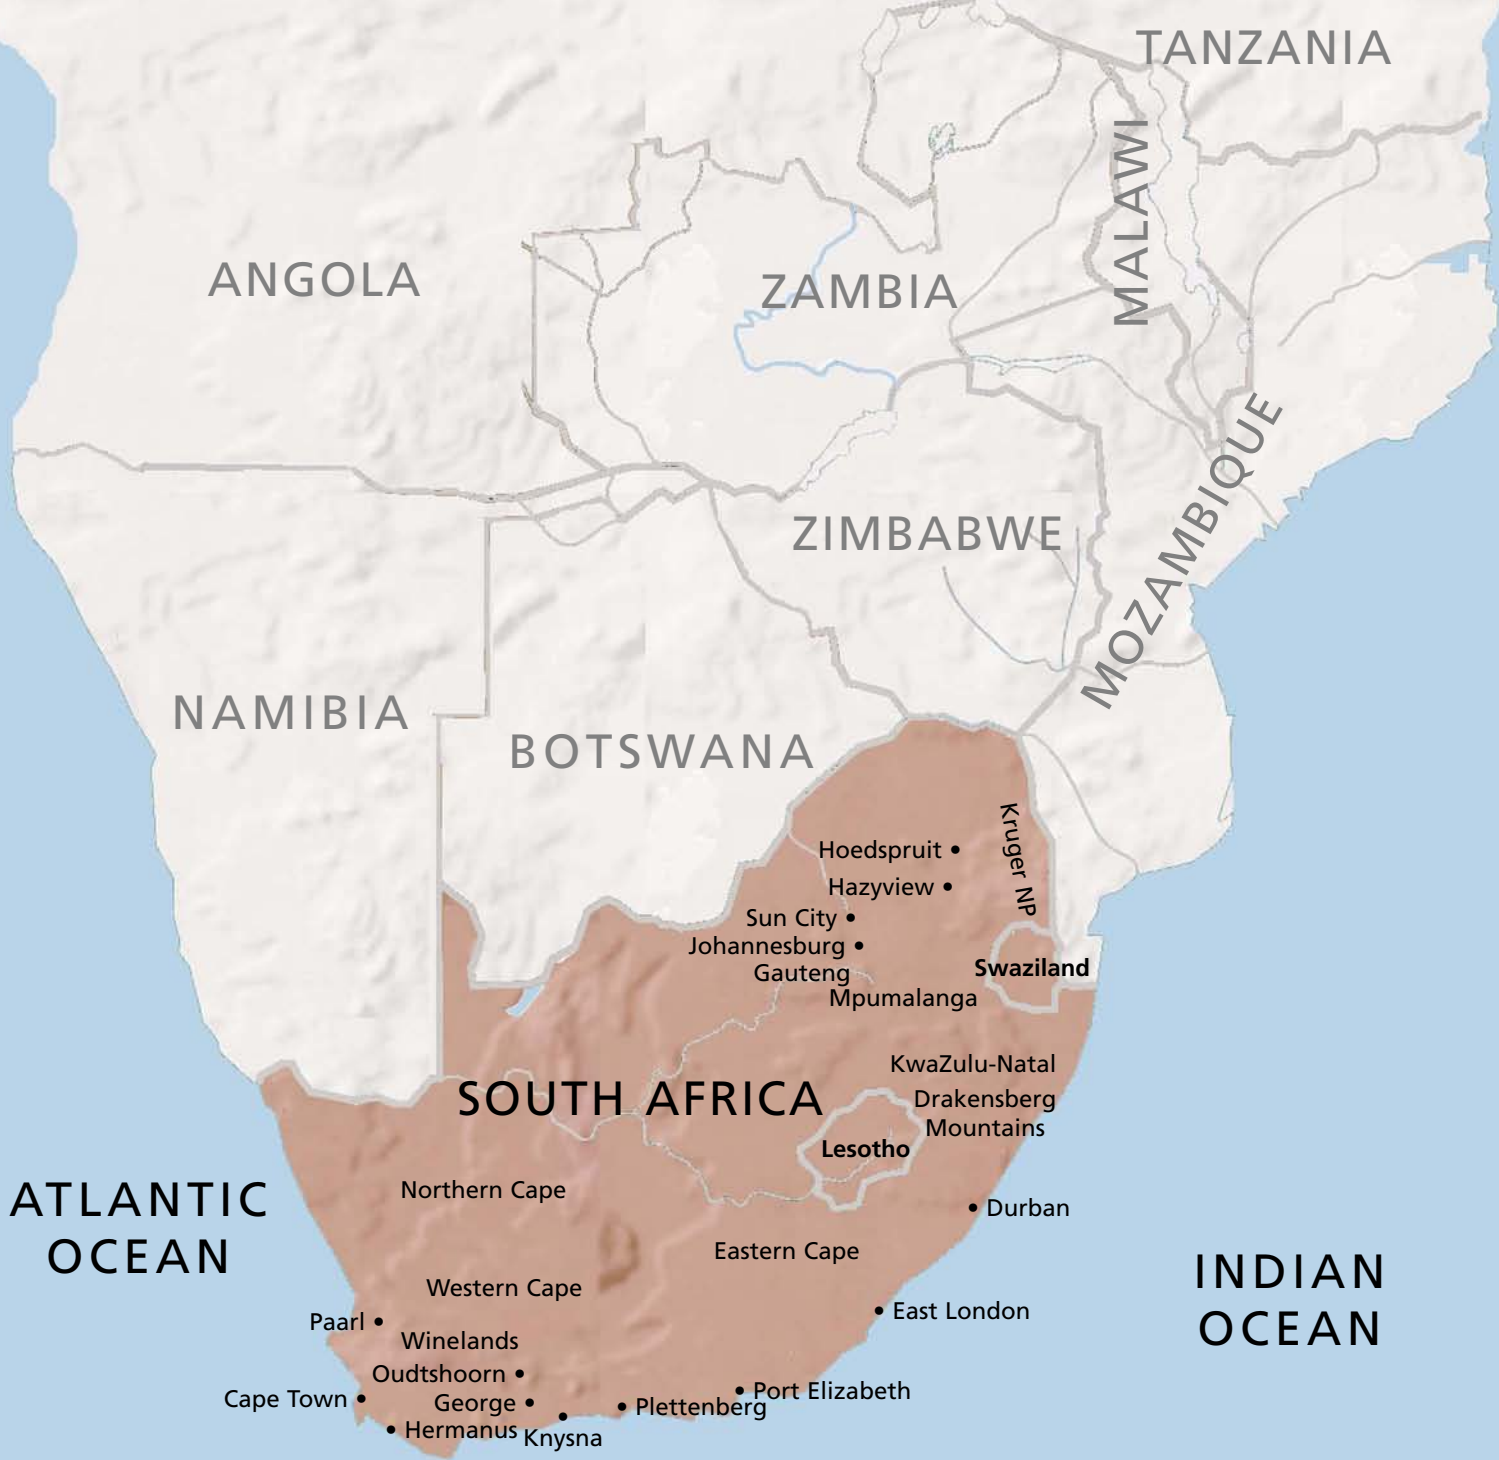 TANZANIA
MALAWI
ANGOLA
ZAMBIA
MOZAMBIQUE
ZIMBABWE
NAMIBIA
BOTSWANA
Kruger NP
Hoedspruit
Hazyview
Sun City
Johannesburg
Gauteng
Swaziland
Mpumalanga
KwaZulu-Natal
SOUTH AFRICA
Drakensberg
Mountains
Lesotho
Northern Cape
ATLANTIC
OCEAN
Durban
Eastern Cape
INDIAN
OCEAN
Western Cape
East London
Paarl
Winelands
Oudtshoorn
Cape Town
George
Port Elizabeth
Plettenberg
Hermanus
Knysna